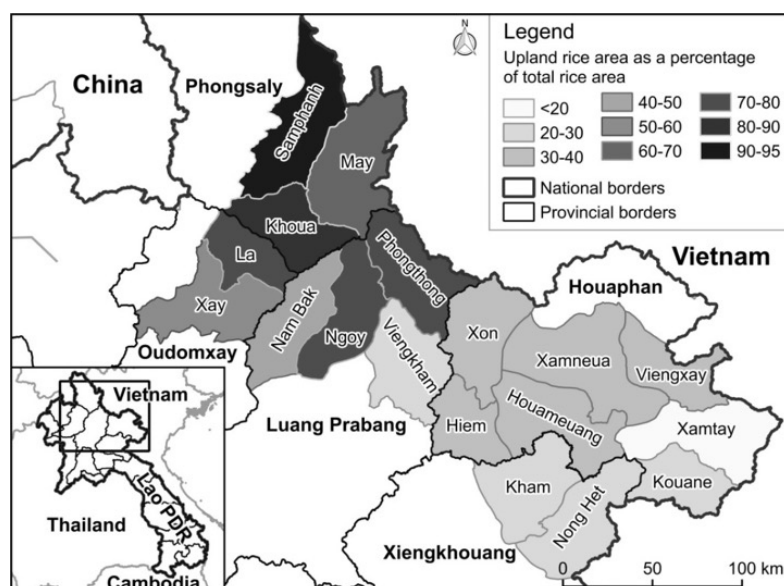 Legend
Upland rice area as a percentage
of total rice area
<20
20-30
30-40
40-50
50-60
60-70
70-80
80-90
90-95
National borders
Provincial borders
China
Phongsaly
Samphanh
May
Khoua
La
Xay
Oudomxay
Nam Bak
Ngoy
Phongthong
Viengkham
Luang Prabang
Vietnam
Houaphan
Xon
Xamneua
Viengxay
Hiem
Houameuang
Xamtay
Kouane
Kham
Nong Het
Xiengkhouang
Vietnam
Lao PDR
Thailand
Cambodia
0 50 100 km